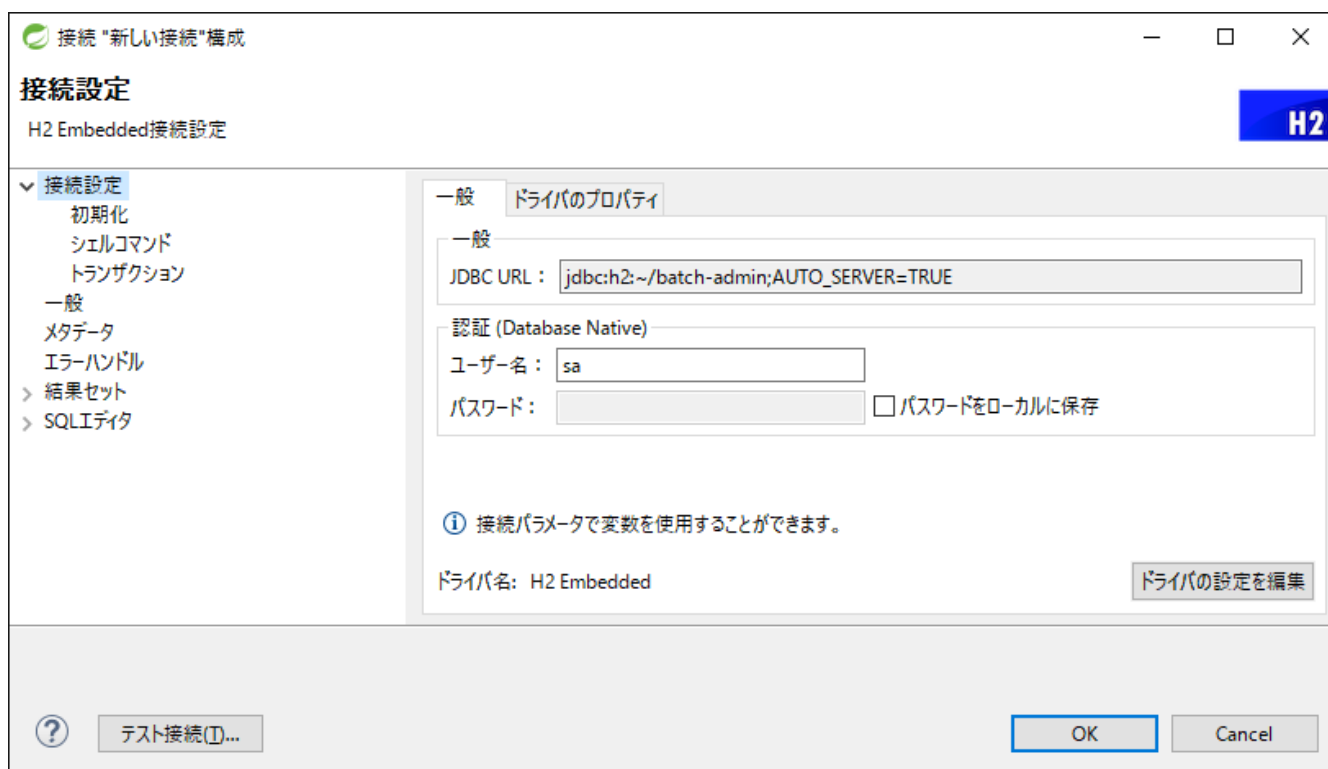 接続 "新しい接続"構成
接続設定
H2 Embedded接続設定
H2
接続設定
初期化
シェルコマンド
トランザクション
一般
メタデータ
エラーハンドル
結果セット
SQLエディタ
一般 ドライバのプロパティ
一般
JDBC URL： jdbc:h2:~/batch-admin;AUTO_SERVER=TRUE
認証 (Database Native)
ユーザー名： sa
パスワード： パスワードをローカルに保存
接続パラメータで変数を使用することができます。
ドライバ名: H2 Embedded ドライバの設定を編集
テスト接続(T)... OK Cancel